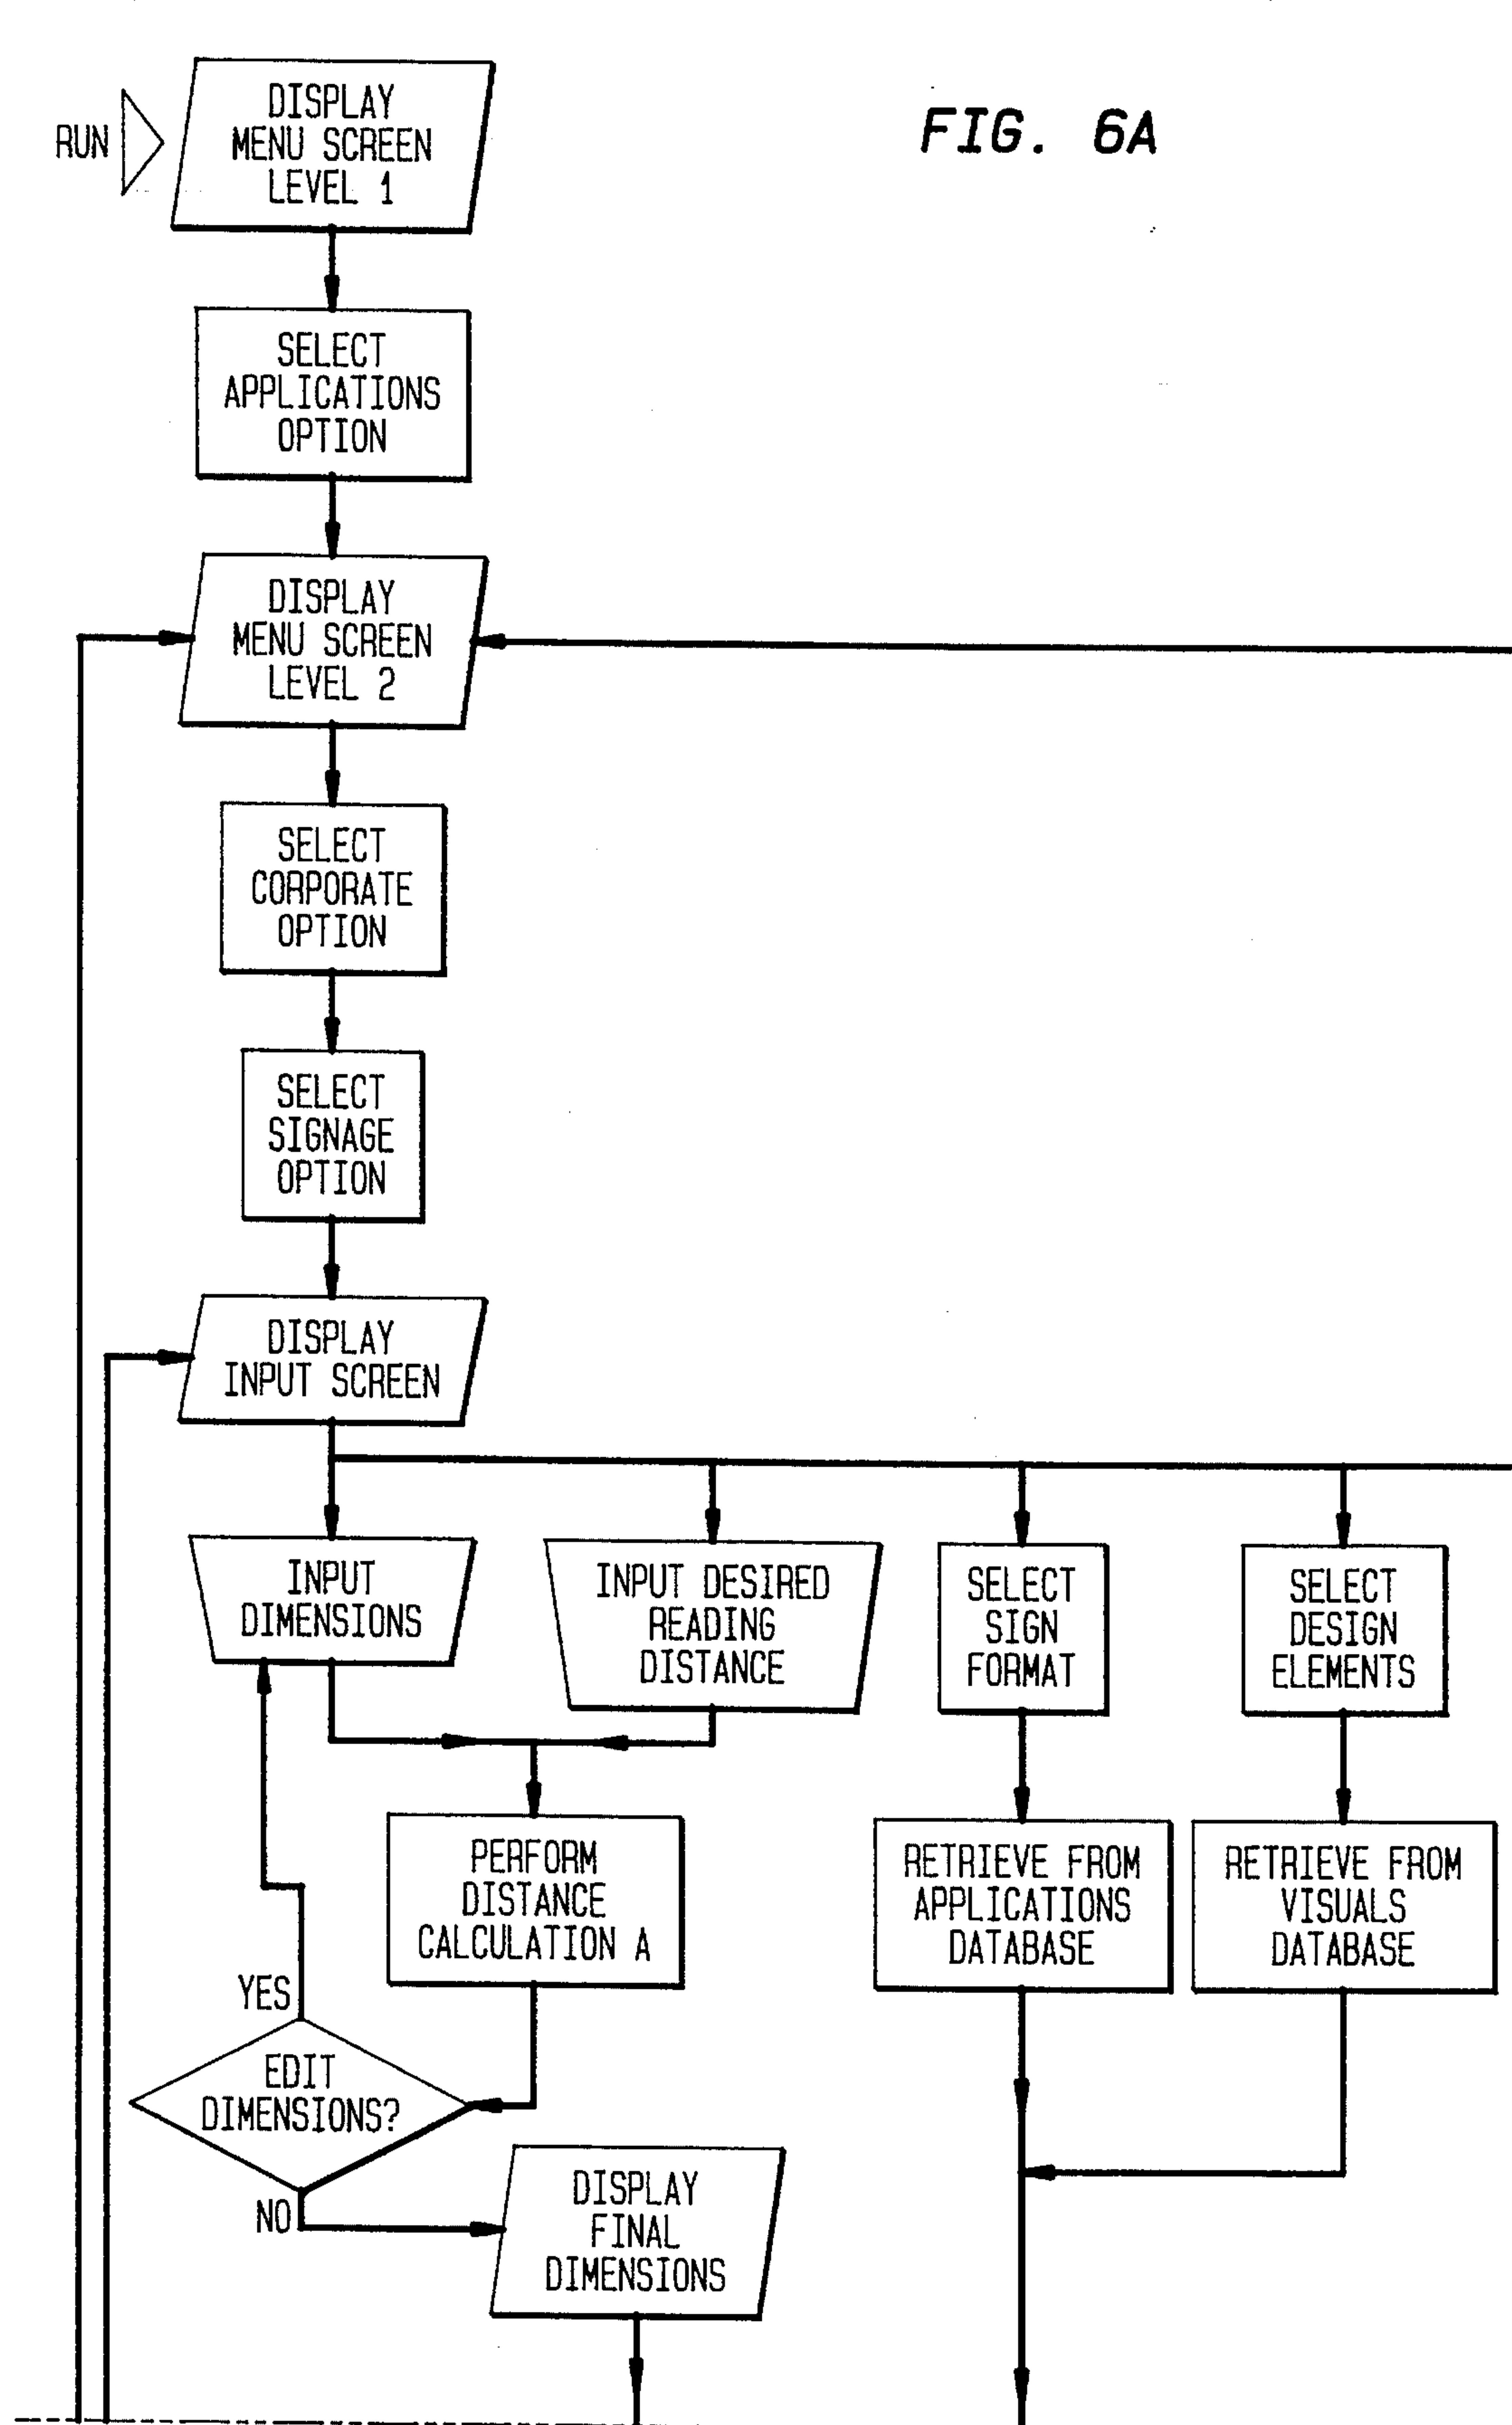 FIG. 6A
RUN
DISPLAY
MENU SCREEN
LEVEL 1
SELECT
APPLICATIONS
OPTION
DISPLAY
MENU SCREEN
LEVEL 2
SELECT
CORPORATE
OPTION
SELECT
SIGNAGE
OPTION
DISPLAY
INPUT SCREEN
INPUT
DIMENSIONS
INPUT DESIRED
READING
DISTANCE
SELECT
SIGN
FORMAT
SELECT
DESIGN
ELEMENTS
PERFORM
DISTANCE
CALCULATION A
RETRIEVE FROM
APPLICATIONS
DATABASE
RETRIEVE FROM
VISUALS
DATABASE
YES
EDIT
DIMENSIONS?
NO
DISPLAY
FINAL
DIMENSIONS